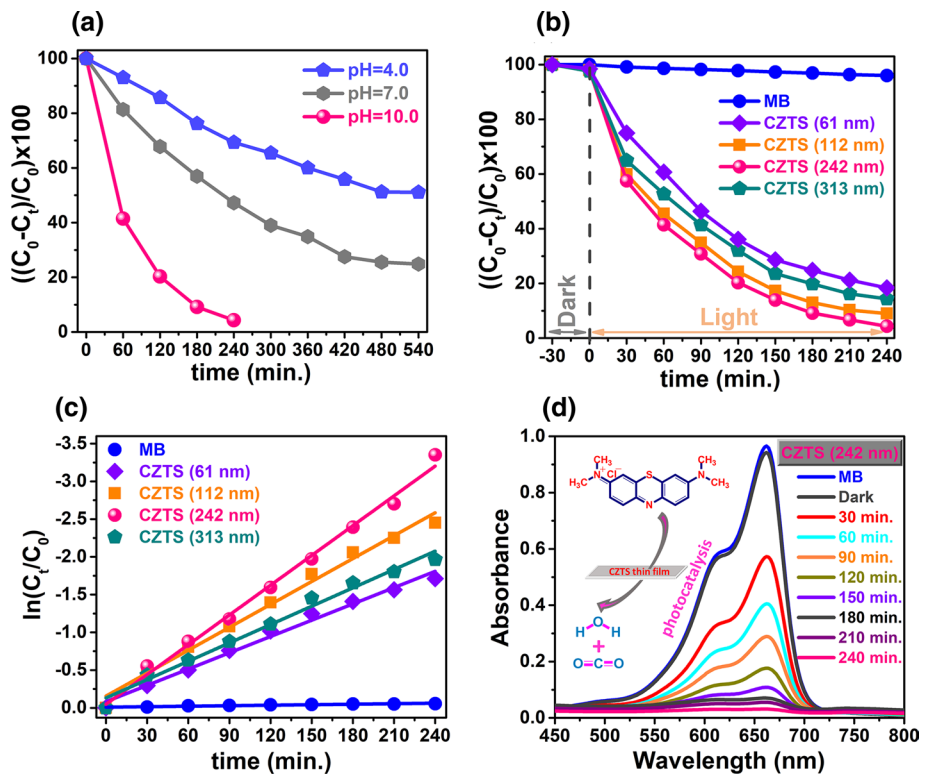 (a)
((C₀-Cₜ)/C₀)x100
100
80
60
40
20
0
pH=4.0
pH=7.0
pH=10.0
0 60 120 180 240 300 360 420 480 540
time (min.)
(b)
((C₀-Cₜ)/C₀)x100
100
80
60
40
20
0
MB
CZTS (61 nm)
CZTS (112 nm)
CZTS (242 nm)
CZTS (313 nm)
Dark
Light
-30 0 30 60 90 120 150 180 210 240
time (min.)
(c)
ln(Cₜ/C₀)
-3.5
-3.0
-2.5
-2.0
-1.5
-1.0
-0.5
0.0
MB
CZTS (61 nm)
CZTS (112 nm)
CZTS (242 nm)
CZTS (313 nm)
0 30 60 90 120 150 180 210 240
time (min.)
(d)
Absorbance
1.0
0.8
0.6
0.4
0.2
0.0
CZTS (242 nm)
MB
Dark
30 min.
60 min.
90 min.
120 min.
150 min.
180 min.
210 min.
240 min.
CH₃ CH₃
H₃C N⁺ Cl⁻ S N CH₃
N
CZTS thin film
photocatalysis
O
H H
+
O=C=O
450 500 550 600 650 700 750 800
Wavelength (nm)